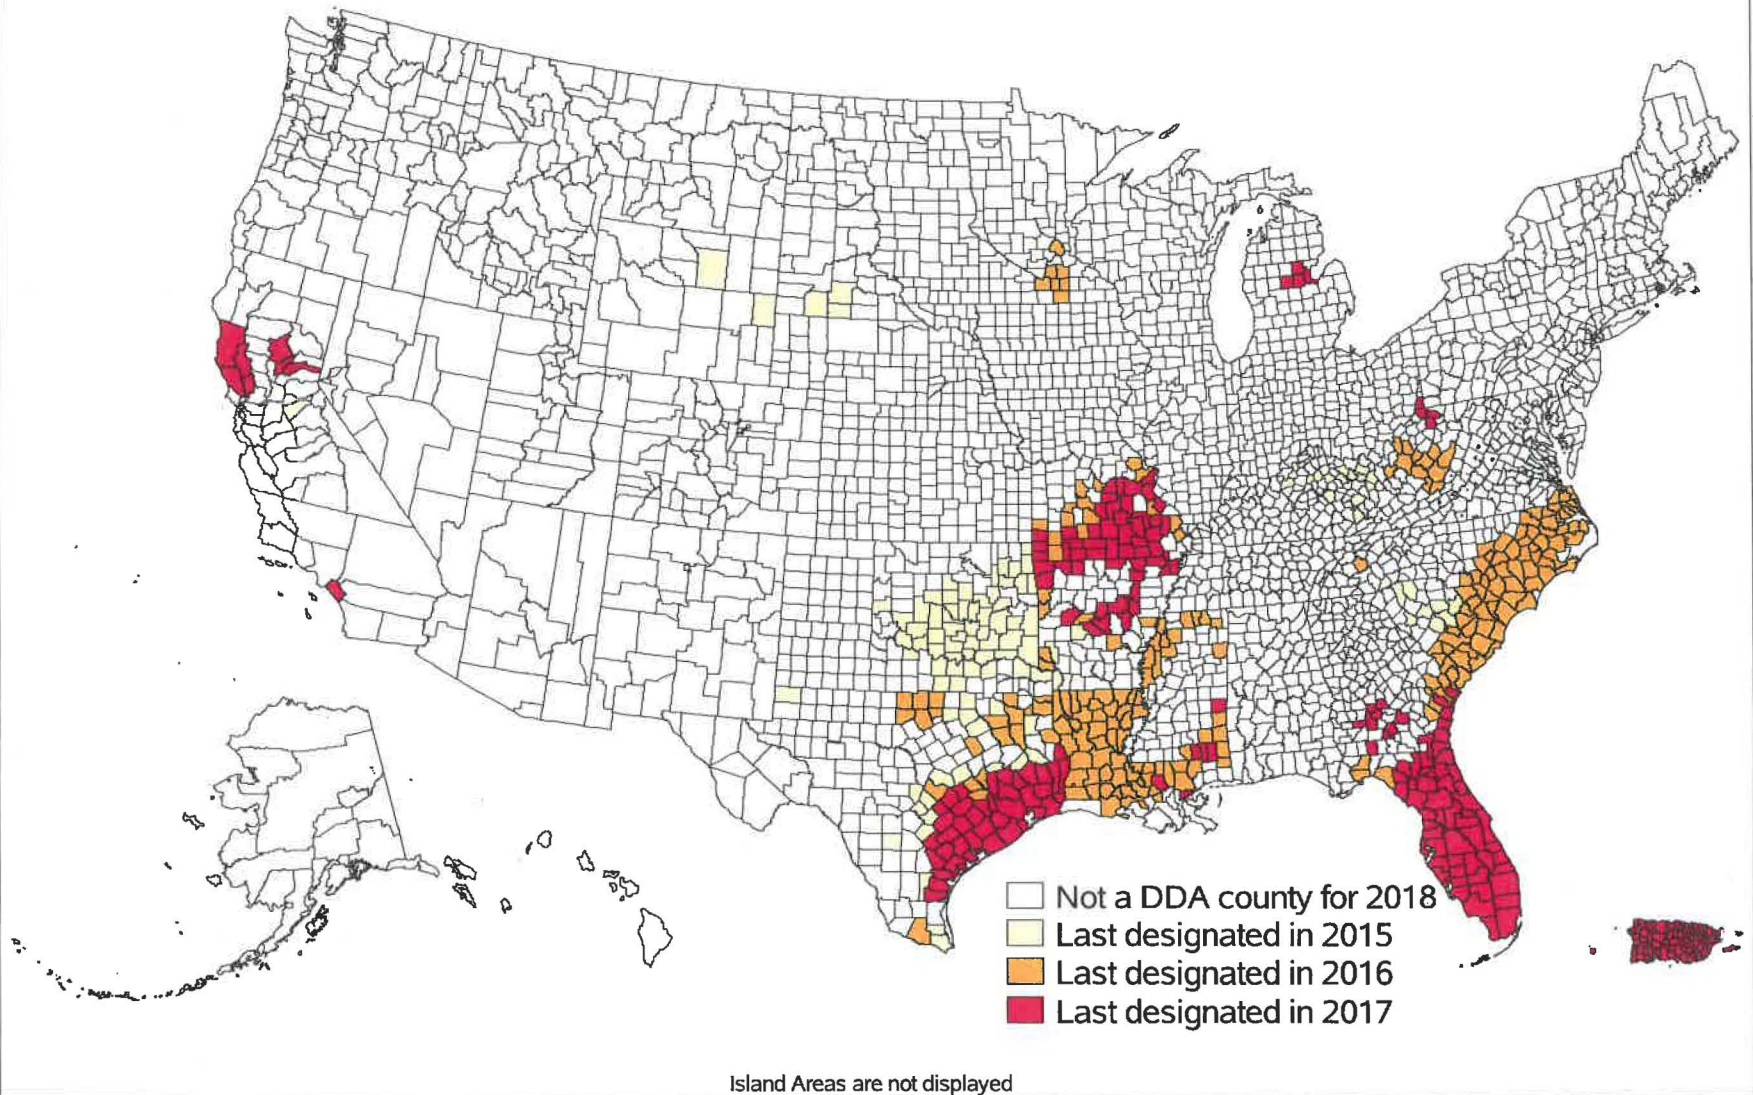 Not a DDA county for 2018
Last designated in 2015
Last designated in 2016
Last designated in 2017
Island Areas are not displayed